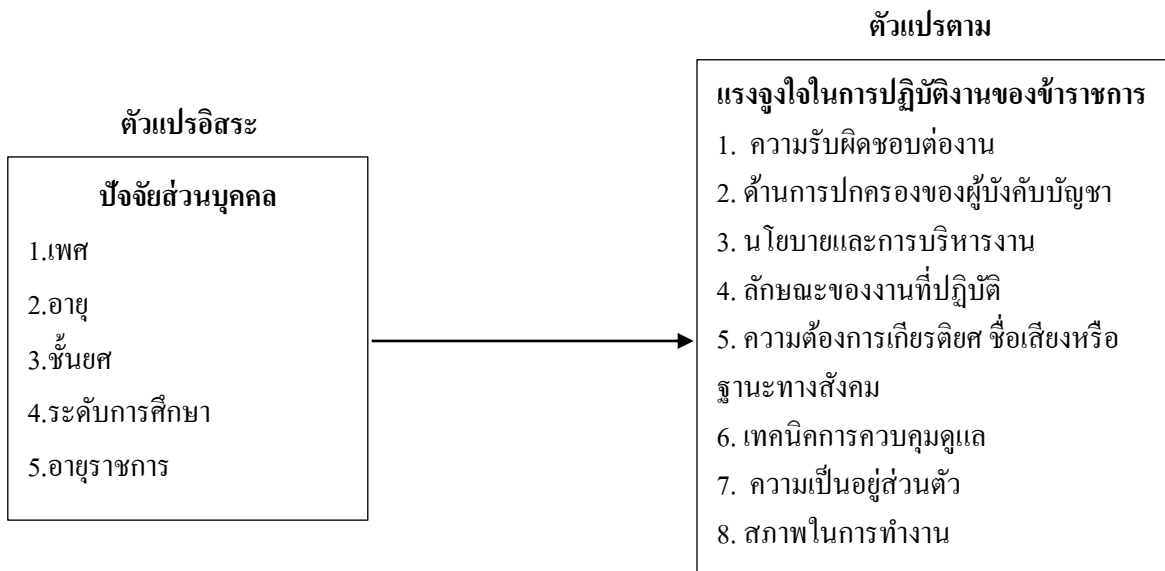 ตัวแปรอิสระ
ปัจจัยส่วนบุคคล
1.เพศ
2.อายุ
3.ชั้นยศ
4.ระดับการศึกษา
5.อายุราชการ
ตัวแปรตาม
แรงจูงใจในการปฏิบัติงานของข้าราชการ
1. ความรับผิดชอบต่องาน
2. ด้านการปกครองของผู้บังคับบัญชา
3. นโยบายและการบริหารงาน
4. ลักษณะของงานที่ปฏิบัติ
5. ความต้องการเกียรติยศ ชื่อเสียงหรือ
ฐานะทางสังคม
6. เทคนิคการควบคุมดูแล
7. ความเป็นอยู่ส่วนตัว
8. สภาพในการทำงาน